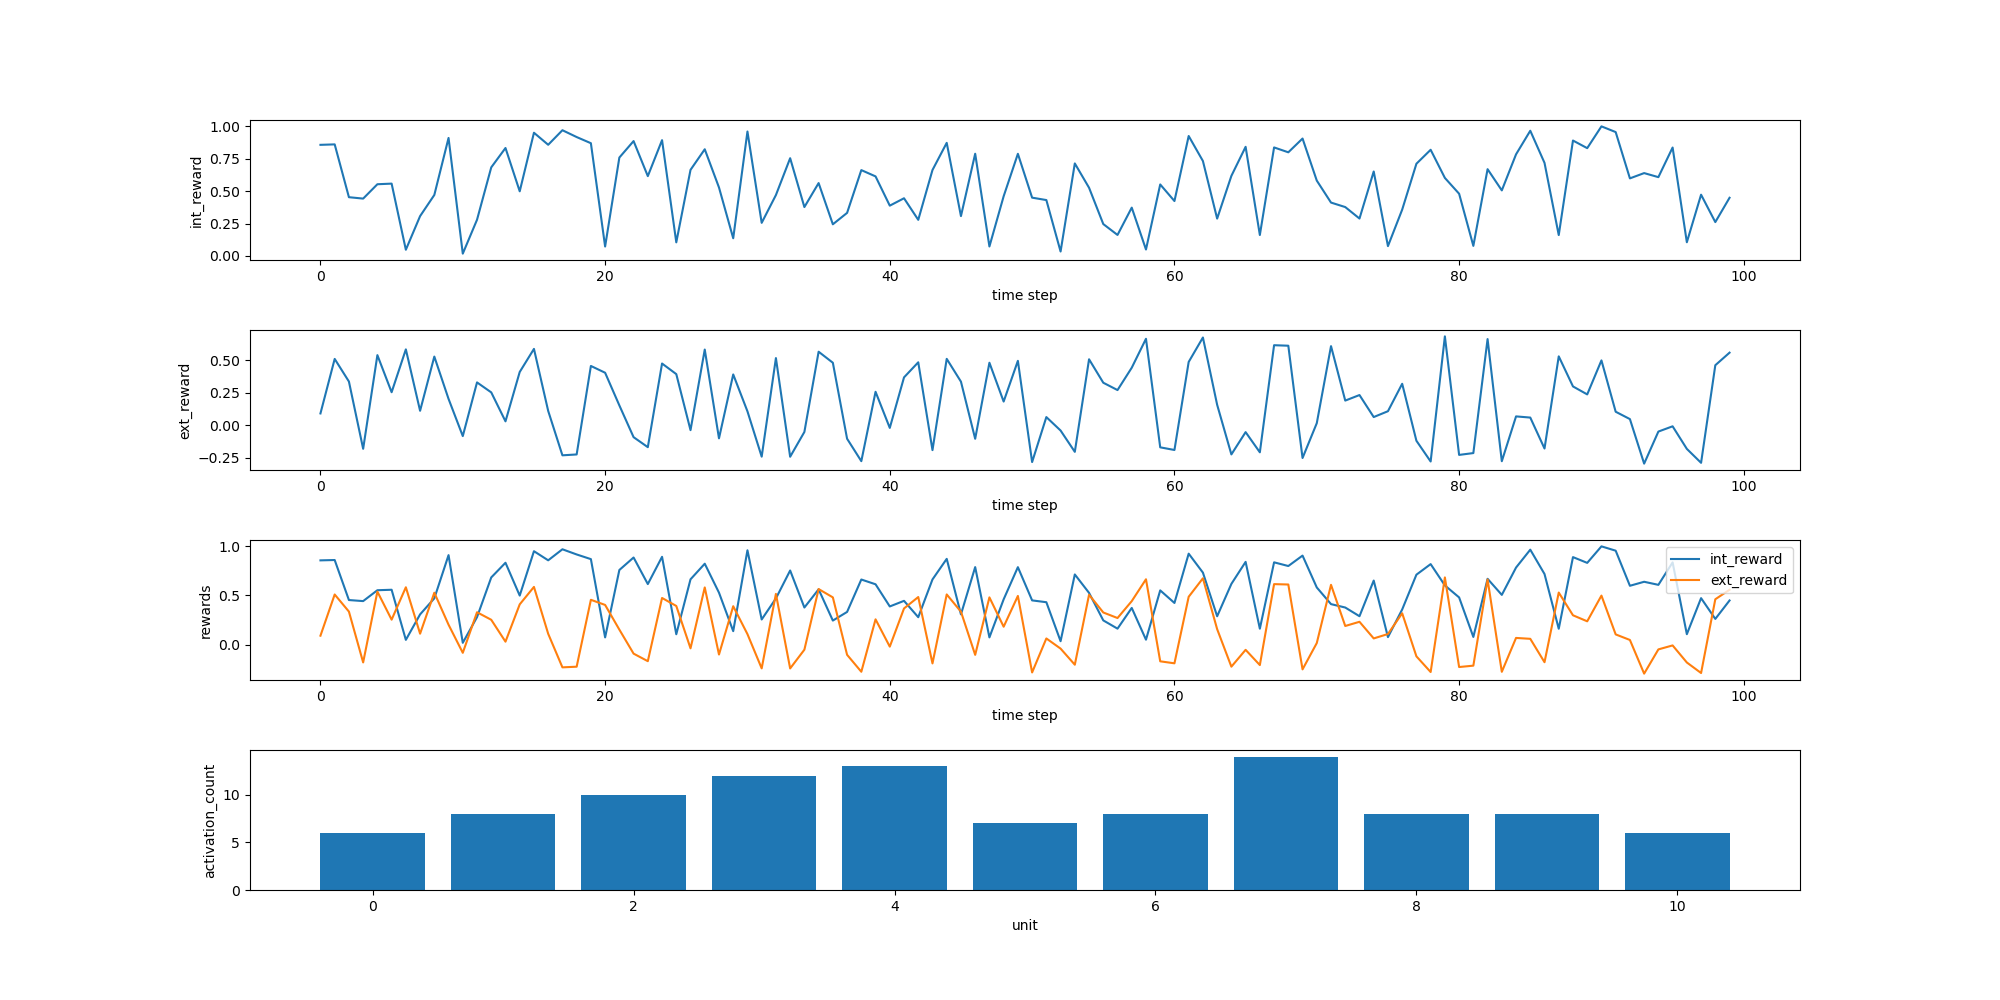 1.00
0.75
0.50
0.25
0.00
int_reward
0 20 40 60 80 100
time step
0.50
0.25
0.00
−0.25
ext_reward
0 20 40 60 80 100
time step
1.0
0.5
0.0
rewards
int_reward
ext_reward
0 20 40 60 80 100
time step
10
5
0
activation_count
0 2 4 6 8 10
unit